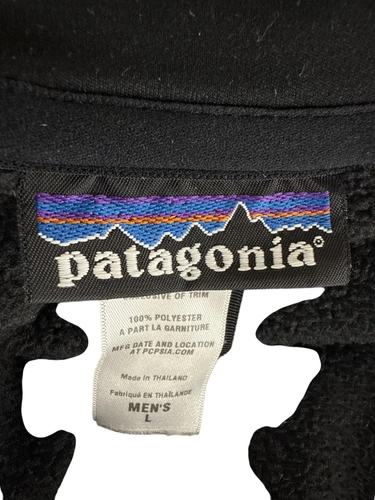 patagonia®
EXCLUSIVE OF TRIM
100% POLYESTER
A PART LA GARNITURE
MFG DATE AND LOCATION
AT PCPSIA.COM
Made in THAILAND
Fabriqué EN THAÏLANDE
MEN'S
L